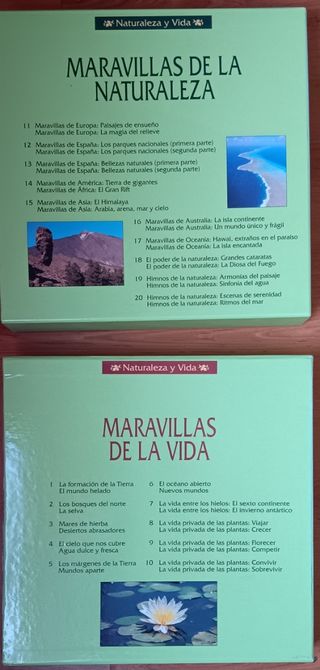 Naturaleza y Vida
MARAVILLAS DE LA
NATURALEZA
11 Maravillas de Europa: Paisajes de ensueño
Maravillas de Europa: La magia del relieve
12 Maravillas de España: Los parques nacionales (primera parte)
Maravillas de España: Los parques nacionales (segunda parte)
13 Maravillas de España: Bellezas naturales (primera parte)
Maravillas de España: Bellezas naturales (segunda parte)
14 Maravillas de América: Tierra de gigantes
Maravillas de África: El Gran Rift
15 Maravillas de Asia: El Himalaya
Maravillas de Asia: Arabia, arena, mar y cielo
16 Maravillas de Australia: La isla continente
Maravillas de Australia: Un mundo único y frágil
17 Maravillas de Oceanía: Hawai, extraños en el paraíso
Maravillas de Oceanía: La isla encantada
18 El poder de la naturaleza: Grandes cataratas
El poder de la naturaleza: La Diosa del Fuego
19 Himnos de la naturaleza: Armonías del paisaje
Himnos de la naturaleza: Sinfonía del agua
20 Himnos de la naturaleza: Escenas de serenidad
Himnos de la naturaleza: Ritmos del mar
Naturaleza y Vida
MARAVILLAS
DE LA VIDA
1 La formación de la Tierra
El mundo helado
2 Los bosques del norte
La selva
3 Mares de hierba
Desiertos abrasadores
4 El cielo que nos cubre
Agua dulce y fresca
5 Los márgenes de la Tierra
Mundos aparte
6 El océano abierto
Nuevos mundos
7 La vida entre los hielos: El sexto continente
La vida entre los hielos: El invierno antártico
8 La vida privada de las plantas: Viajar
La vida privada de las plantas: Crecer
9 La vida privada de las plantas: Florecer
La vida privada de las plantas: Competir
10 La vida privada de las plantas: Convivir
La vida privada de las plantas: Sobrevivir